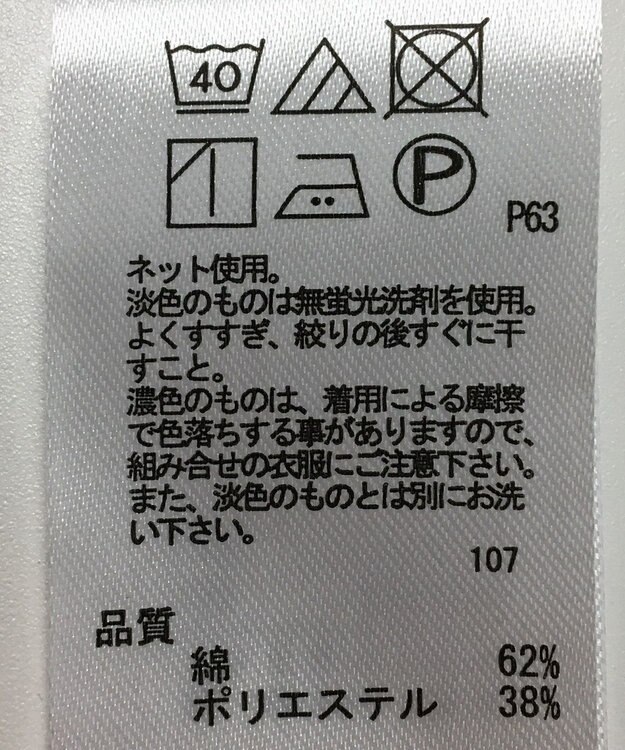 40
P
P63
ネット使用。
淡色のものは無蛍光洗剤を使用。
よくすすぎ、絞りの後すぐに干
すこと。
濃色のものは、着用による摩擦
で色落ちする事がありますので、
組み合せの衣服にご注意下さい。
また、淡色のものとは別にお洗
い下さい。
107
品質
綿 62%
ポリエステル 38%